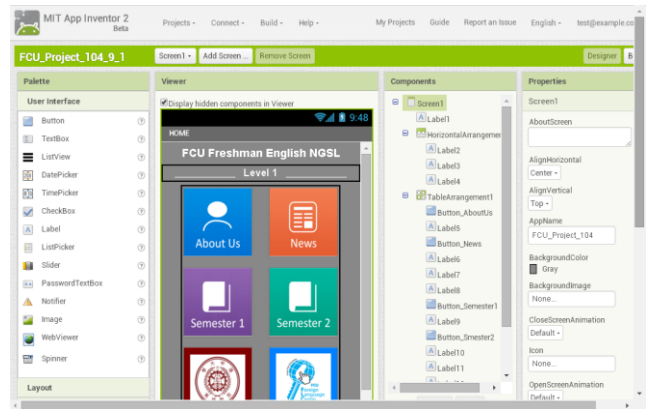 MIT App Inventor 2
Beta
Projects Connect Build Help My Projects Guide Report an Issue English test@example.co
FCU_Project_104_9_1 Screen1 Add Screen ... Remove Screen Designer B
Palette
User Interface
Button
TextBox
ListView
DatePicker
TimePicker
CheckBox
Label
ListPicker
Slider
PasswordTextBox
Notifier
Image
WebViewer
Spinner
Layout
Viewer
Display hidden components in Viewer
9:48
HOME
FCU Freshman English NGSL
Level 1
About Us News
Semester 1 Semester 2
Components
Screen1
Label1
HorizontalArrangemer
Label2
Label3
Label4
TableArrangement1
Button_AboutUs
Label5
Button_News
Label6
Label7
Label8
Button_Semester1
Label9
Button_Smester2
Label10
Label11
Properties
Screen1
AboutScreen
AlignHorizontal
Center
AlignVertical
Top
AppName
FCU_Project_104
BackgroundColor
Gray
BackgroundImage
None...
CloseScreenAnimation
Default
Icon
None...
OpenScreenAnimation
Default